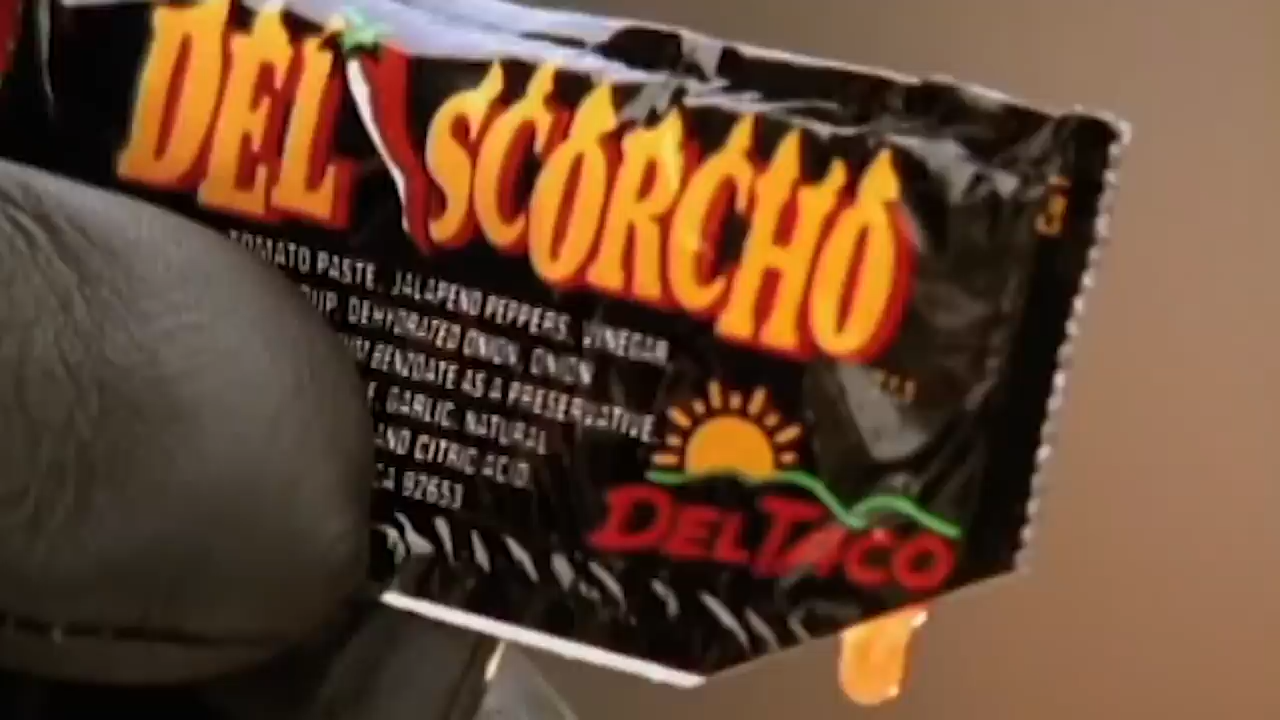 DEL SCORCHO
TOMATO PASTE, JALAPENO PEPPERS, VINEGAR,
DEHYDRATED ONION, ONION
BENZOATE AS A PRESERVATIVE,
GARLIC, NATURAL
AND CITRIC ACID.
CA 92653
DEL TACO